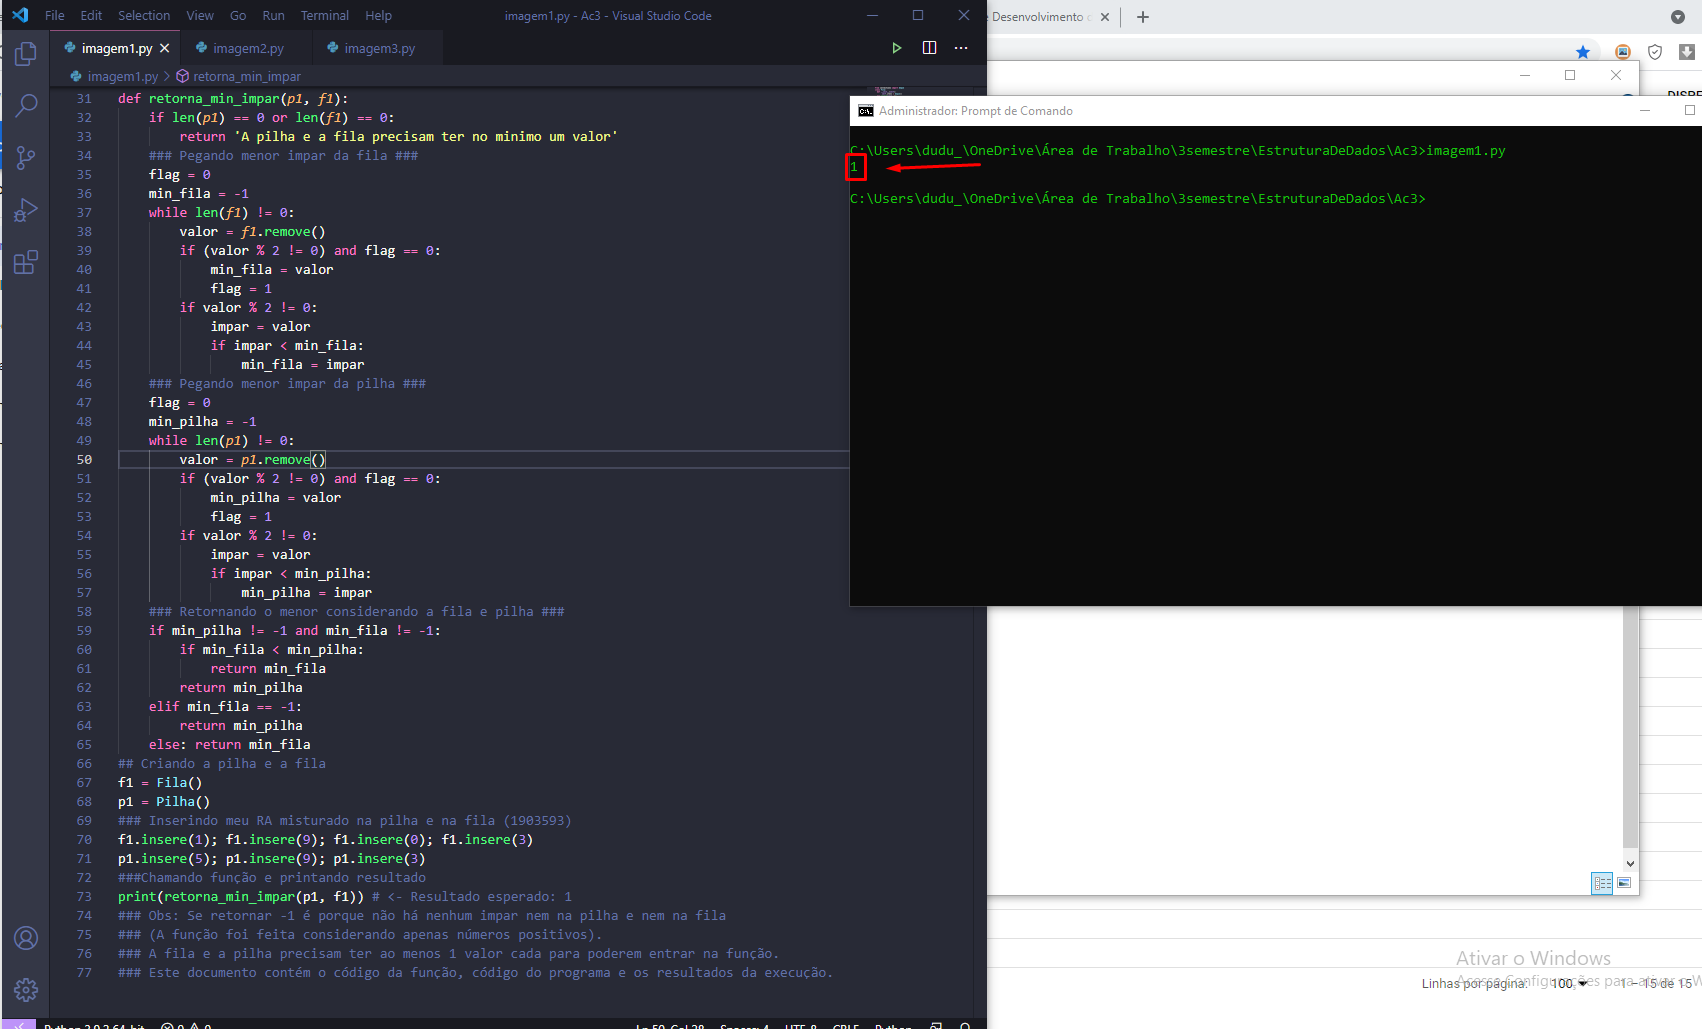 File Edit Selection View Go Run Terminal Help
imagem1.py - Ac3 - Visual Studio Code
imagem1.py imagem2.py imagem3.py
imagem1.py > retorna_min_impar
31 def retorna_min_impar(p1, f1):
32 if len(p1) == 0 or len(f1) == 0:
33 return 'A pilha e a fila precisam ter no minimo um valor'
34 ### Pegando menor impar da fila ###
35 flag = 0
36 min_fila = -1
37 while len(f1) != 0:
38 valor = f1.remove()
39 if (valor % 2 != 0) and flag == 0:
40 min_fila = valor
41 flag = 1
42 if valor % 2 != 0:
43 impar = valor
44 if impar < min_fila:
45 min_fila = impar
46 ### Pegando menor impar da pilha ###
47 flag = 0
48 min_pilha = -1
49 while len(p1) != 0:
50 valor = p1.remove()
51 if (valor % 2 != 0) and flag == 0:
52 min_pilha = valor
53 flag = 1
54 if valor % 2 != 0:
55 impar = valor
56 if impar < min_pilha:
57 min_pilha = impar
58 ### Retornando o menor considerando a fila e pilha ###
59 if min_pilha != -1 and min_fila != -1:
60 if min_fila < min_pilha:
61 return min_fila
62 return min_pilha
63 elif min_fila == -1:
64 return min_pilha
65 else: return min_fila
66 ## Criando a pilha e a fila
67 f1 = Fila()
68 p1 = Pilha()
69 ### Inserindo meu RA misturado na pilha e na fila (1903593)
70 f1.insere(1); f1.insere(9); f1.insere(0); f1.insere(3)
71 p1.insere(5); p1.insere(9); p1.insere(3)
72 ###Chamando função e printando resultado
73 print(retorna_min_impar(p1, f1)) # <- Resultado esperado: 1
74 ### Obs: Se retornar -1 é porque não há nenhum impar nem na pilha e nem na fila
75 ### (A função foi feita considerando apenas números positivos).
76 ### A fila e a pilha precisam ter ao menos 1 valor cada para poderem entrar na função.
77 ### Este documento contém o código da função, código do programa e os resultados da execução.
e Desenvolvimento
Administrador: Prompt de Comando
C:\Users\dudu_\OneDrive\Área de Trabalho\3semestre\EstruturaDeDados\Ac3>imagem1.py
1
C:\Users\dudu_\OneDrive\Área de Trabalho\3semestre\EstruturaDeDados\Ac3>
Ativar o Windows
Acesse Configurações para ativar o W
Linhas por página: 100 1 – 15 de 15